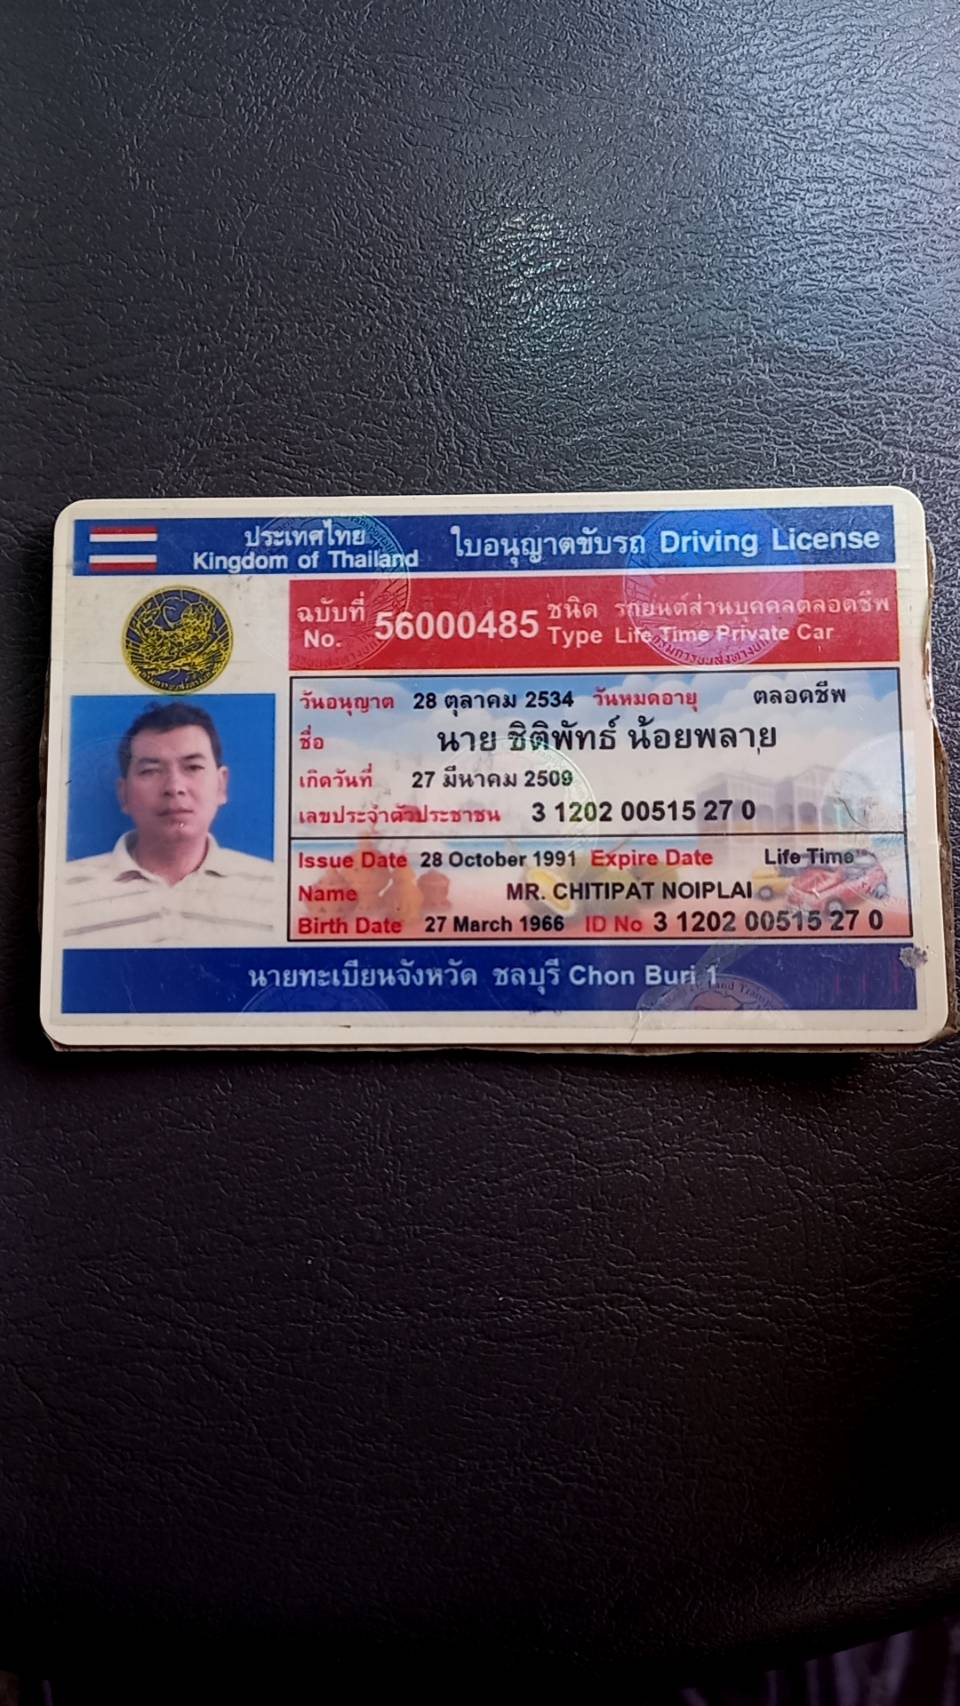 ประเทศไทย
Kingdom of Thailand
ใบอนุญาตขับรถ Driving License
ฉบับที่
No. 56000485
ชนิด รถยนต์ส่วนบุคคลตลอดชีพ
Type Life Time Private Car
วันอนุญาต 28 ตุลาคม 2534 วันหมดอายุ ตลอดชีพ
ชื่อ นาย ชิติพัทธ์ น้อยพลาย
เกิดวันที่ 27 มีนาคม 2509
เลขประจำตัวประชาชน 3 1202 00515 27 0
Issue Date 28 October 1991 Expire Date Life Time
Name MR. CHITIPAT NOIPLAI
Birth Date 27 March 1966 ID No 3 1202 00515 27 0
นายทะเบียนจังหวัด ชลบุรี Chon Buri 1